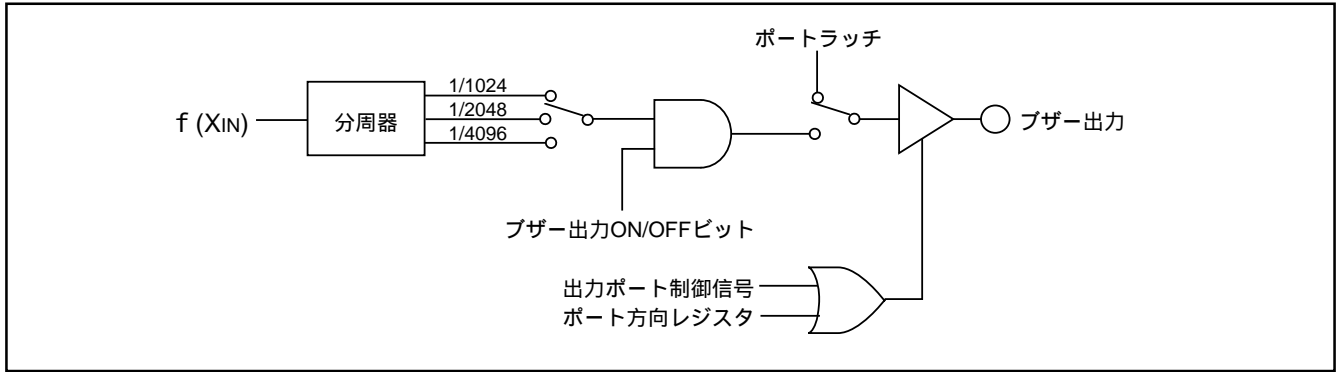 ポートラッチ
1/1024
1/2048
1/4096
f (XIN)
分周器
ブザー出力
ブザー出力ON/OFFビット
出力ポート制御信号
ポート方向レジスタ